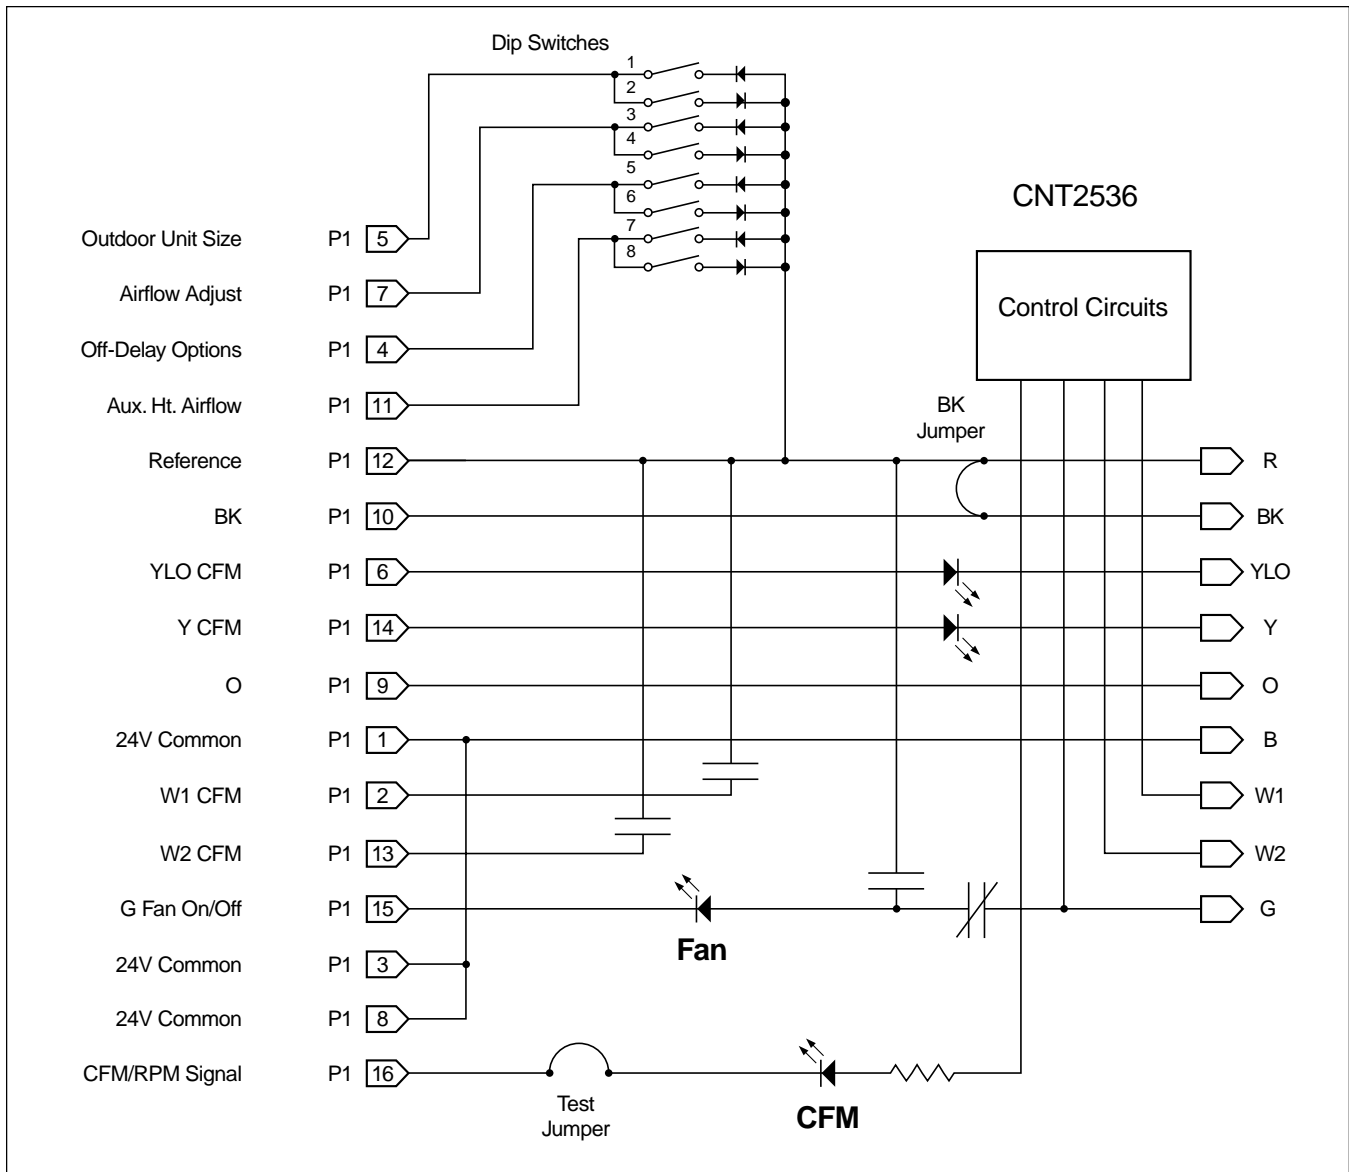 Dip Switches
1
2
3
4
5
6
7
8
CNT2536
Control Circuits
Outdoor Unit Size P1 5
Airflow Adjust P1 7
Off-Delay Options P1 4
Aux. Ht. Airflow P1 11
BK
Jumper
Reference P1 12 R
BK P1 10 BK
YLO CFM P1 6 YLO
Y CFM P1 14 Y
O P1 9 O
24V Common P1 1 B
W1 CFM P1 2 W1
W2 CFM P1 13 W2
G Fan On/Off P1 15 G
Fan
24V Common P1 3
24V Common P1 8
CFM/RPM Signal P1 16
Test
Jumper
CFM